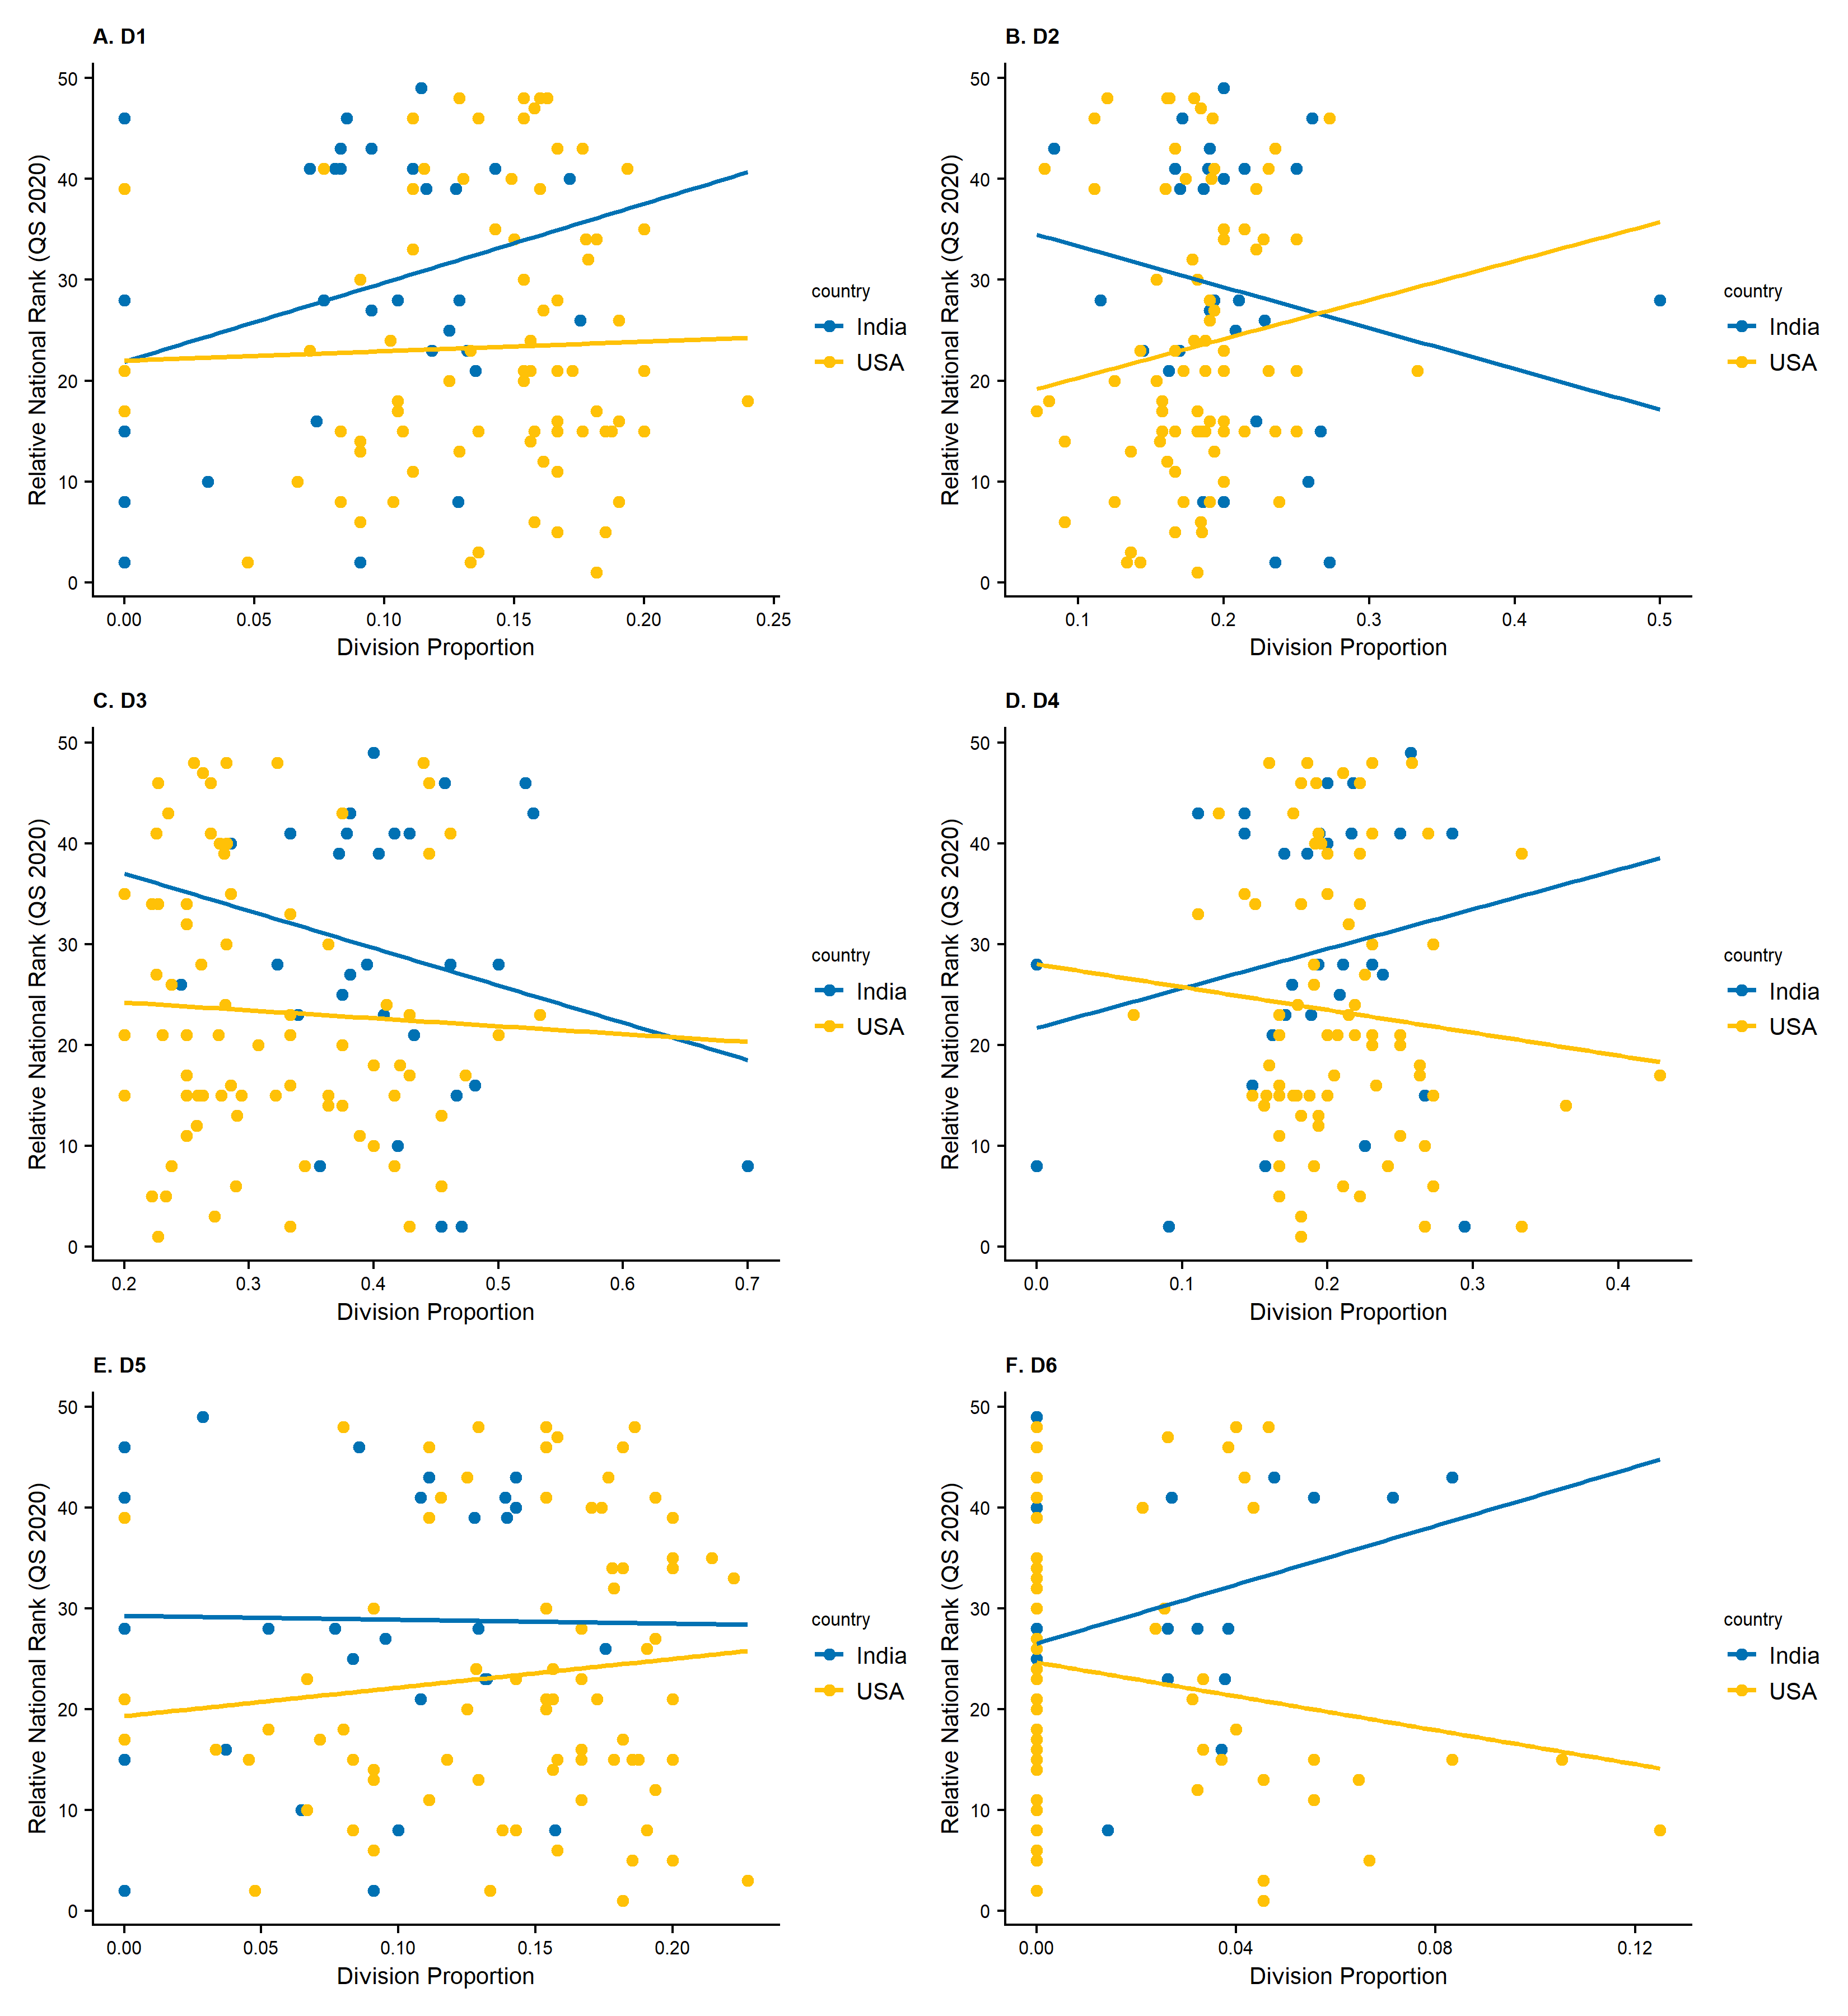 A. D1
50
40
30
20
10
0
Relative National Rank (QS 2020)
0.00 0.05 0.10 0.15 0.20 0.25
Division Proportion
country
India
USA
B. D2
50
40
30
20
10
0
Relative National Rank (QS 2020)
0.1 0.2 0.3 0.4 0.5
Division Proportion
country
India
USA
C. D3
50
40
30
20
10
0
Relative National Rank (QS 2020)
0.2 0.3 0.4 0.5 0.6 0.7
Division Proportion
country
India
USA
D. D4
50
40
30
20
10
0
Relative National Rank (QS 2020)
0.0 0.1 0.2 0.3 0.4
Division Proportion
country
India
USA
E. D5
50
40
30
20
10
0
Relative National Rank (QS 2020)
0.00 0.05 0.10 0.15 0.20
Division Proportion
country
India
USA
F. D6
50
40
30
20
10
0
Relative National Rank (QS 2020)
0.00 0.04 0.08 0.12
Division Proportion
country
India
USA